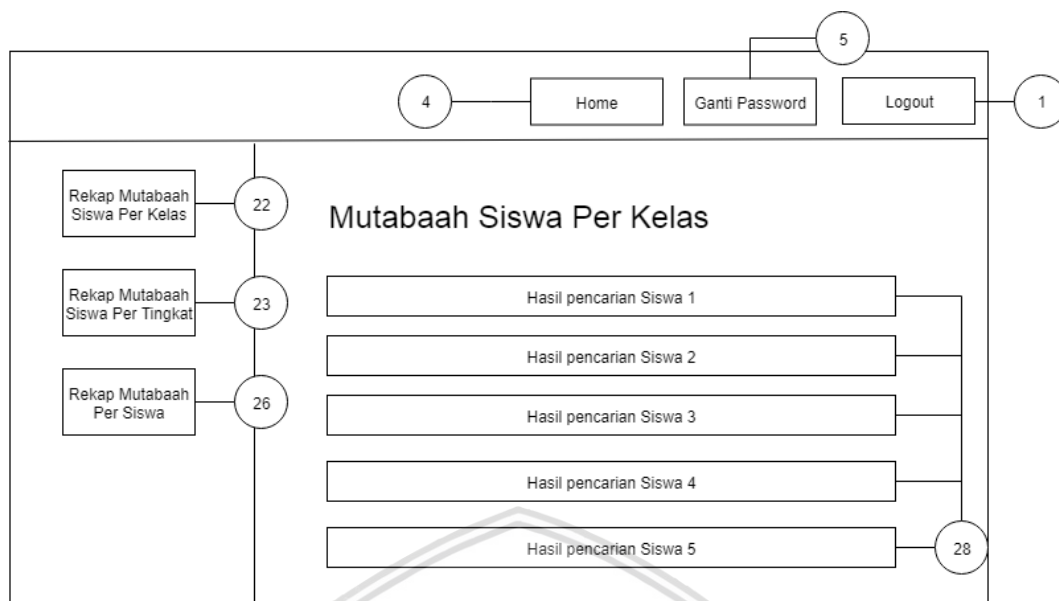 5
4
Home
Ganti Password
Logout
1
Rekap Mutabaah
Siswa Per Kelas
22
Mutabaah Siswa Per Kelas
Rekap Mutabaah
Siswa Per Tingkat
23
Hasil pencarian Siswa 1
Hasil pencarian Siswa 2
Rekap Mutabaah
Per Siswa
26
Hasil pencarian Siswa 3
Hasil pencarian Siswa 4
Hasil pencarian Siswa 5
28